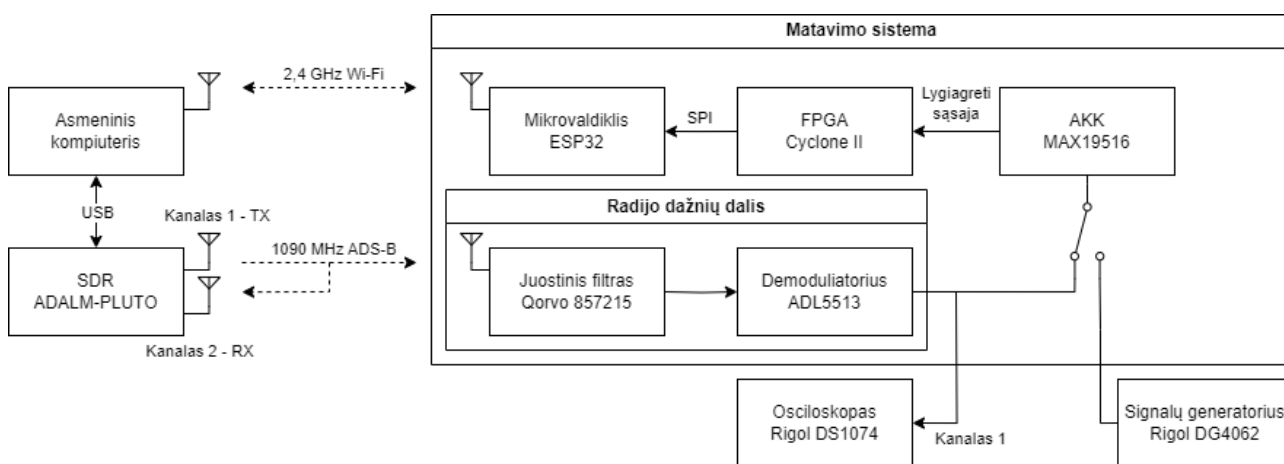 Matavimo sistema
2,4 GHz Wi-Fi
Asmeninis
kompiuteris
Mikrovaldiklis
ESP32
SPI
FPGA
Cyclone II
Lygiagreti
sąsaja
AKK
MAX19516
USB
Kanalas 1 - TX
Radijo dažnių dalis
1090 MHz ADS-B
SDR
ADALM-PLUTO
Juostinis filtras
Qorvo 857215
Demoduliatorius
ADL5513
Kanalas 2 - RX
Osciloskopas
Rigol DS1074
Kanalas 1
Signalų generatorius
Rigol DG4062